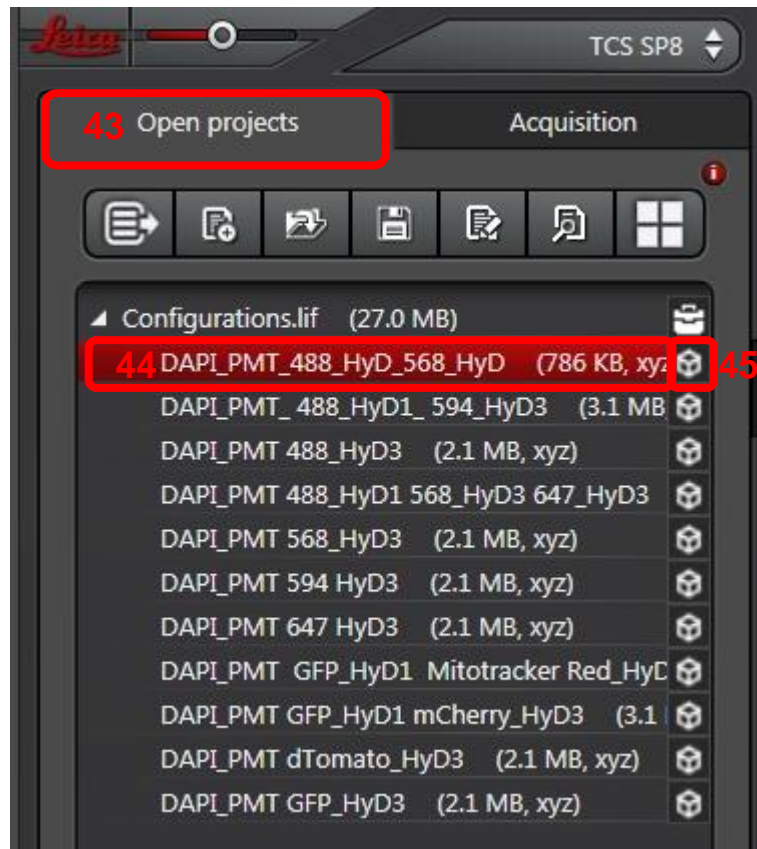 Leica
TCS SP8
43 Open projects
Acquisition
i
Configurations.lif (27.0 MB)
44 DAPI_PMT_488_HyD_568_HyD (786 KB, xyz 45
DAPI_PMT_ 488_HyD1_ 594_HyD3 (3.1 MB
DAPI_PMT 488_HyD3 (2.1 MB, xyz)
DAPI_PMT 488_HyD1 568_HyD3 647_HyD3
DAPI_PMT 568_HyD3 (2.1 MB, xyz)
DAPI_PMT 594 HyD3 (2.1 MB, xyz)
DAPI_PMT 647 HyD3 (2.1 MB, xyz)
DAPI_PMT GFP_HyD1 Mitotracker Red_HyD
DAPI_PMT GFP_HyD1 mCherry_HyD3 (3.1
DAPI_PMT dTomato_HyD3 (2.1 MB, xyz)
DAPI_PMT GFP_HyD3 (2.1 MB, xyz)